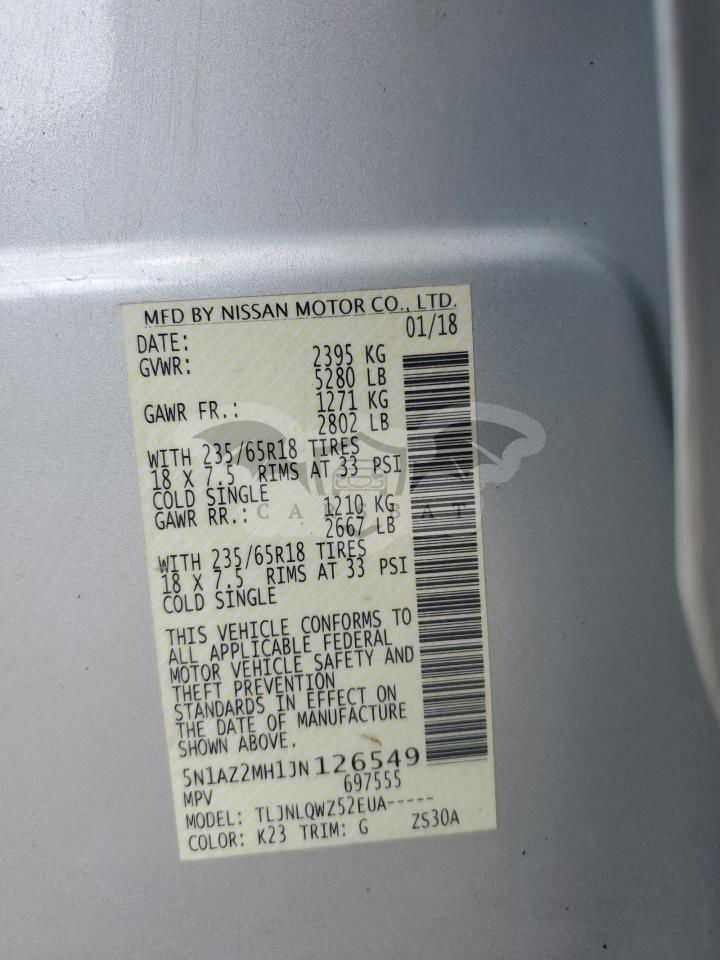 MFD BY NISSAN MOTOR CO., LTD.
DATE: 01/18
GVWR: 2395 KG
5280 LB
GAWR FR.: 1271 KG
2802 LB
WITH 235/65R18 TIRES
18 X 7.5 RIMS AT 33 PSI
COLD SINGLE
GAWR RR.: 1210 KG
2667 LB
WITH 235/65R18 TIRES
18 X 7.5 RIMS AT 33 PSI
COLD SINGLE
THIS VEHICLE CONFORMS TO
ALL APPLICABLE FEDERAL
MOTOR VEHICLE SAFETY AND
THEFT PREVENTION
STANDARDS IN EFFECT ON
THE DATE OF MANUFACTURE
SHOWN ABOVE.
5N1AZ2MH1JN126549
MPV 697555
MODEL: TLJNLQWZ52EUA-----
COLOR: K23 TRIM: G ZS30A